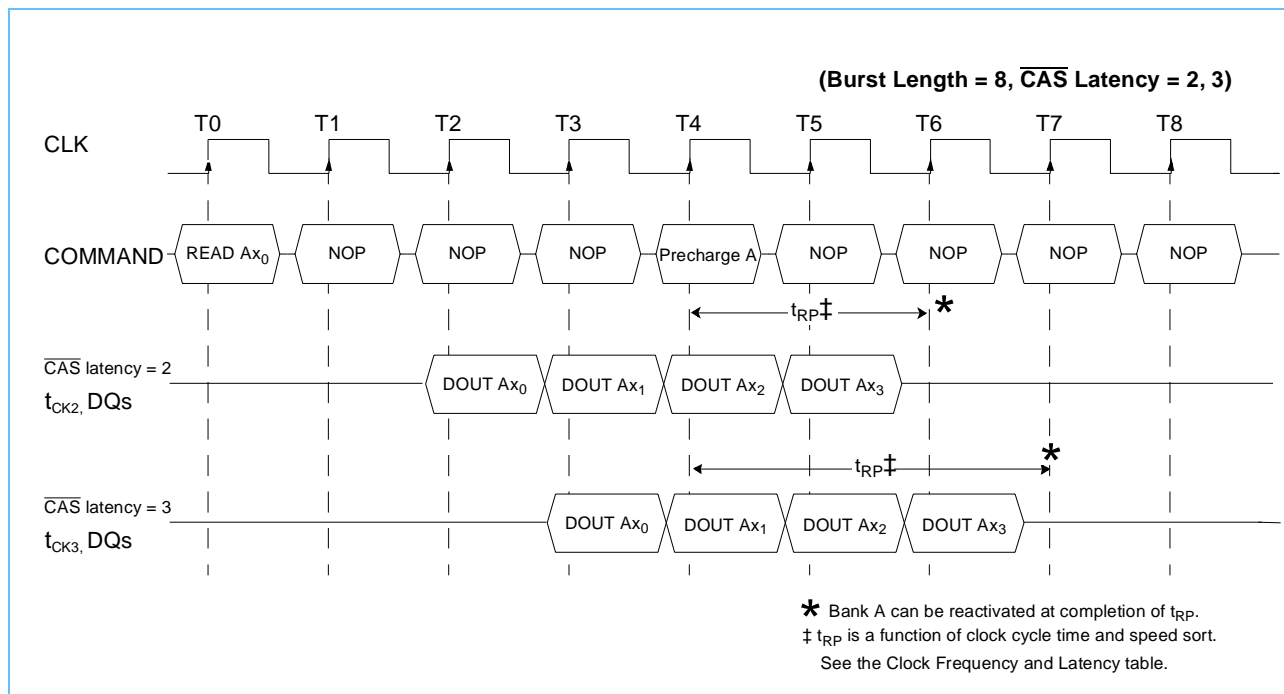 (Burst Length = 8, CAS Latency = 2, 3)
T0 T1 T2 T3 T4 T5 T6 T7 T8
CLK
COMMAND READ Ax0 NOP NOP NOP Precharge A NOP NOP NOP NOP
tRP‡ *
CAS latency = 2
tCK2, DQs
DOUT Ax0 DOUT Ax1 DOUT Ax2 DOUT Ax3
tRP‡ *
CAS latency = 3
tCK3, DQs
DOUT Ax0 DOUT Ax1 DOUT Ax2 DOUT Ax3
* Bank A can be reactivated at completion of tRP.
‡ tRP is a function of clock cycle time and speed sort.
See the Clock Frequency and Latency table.